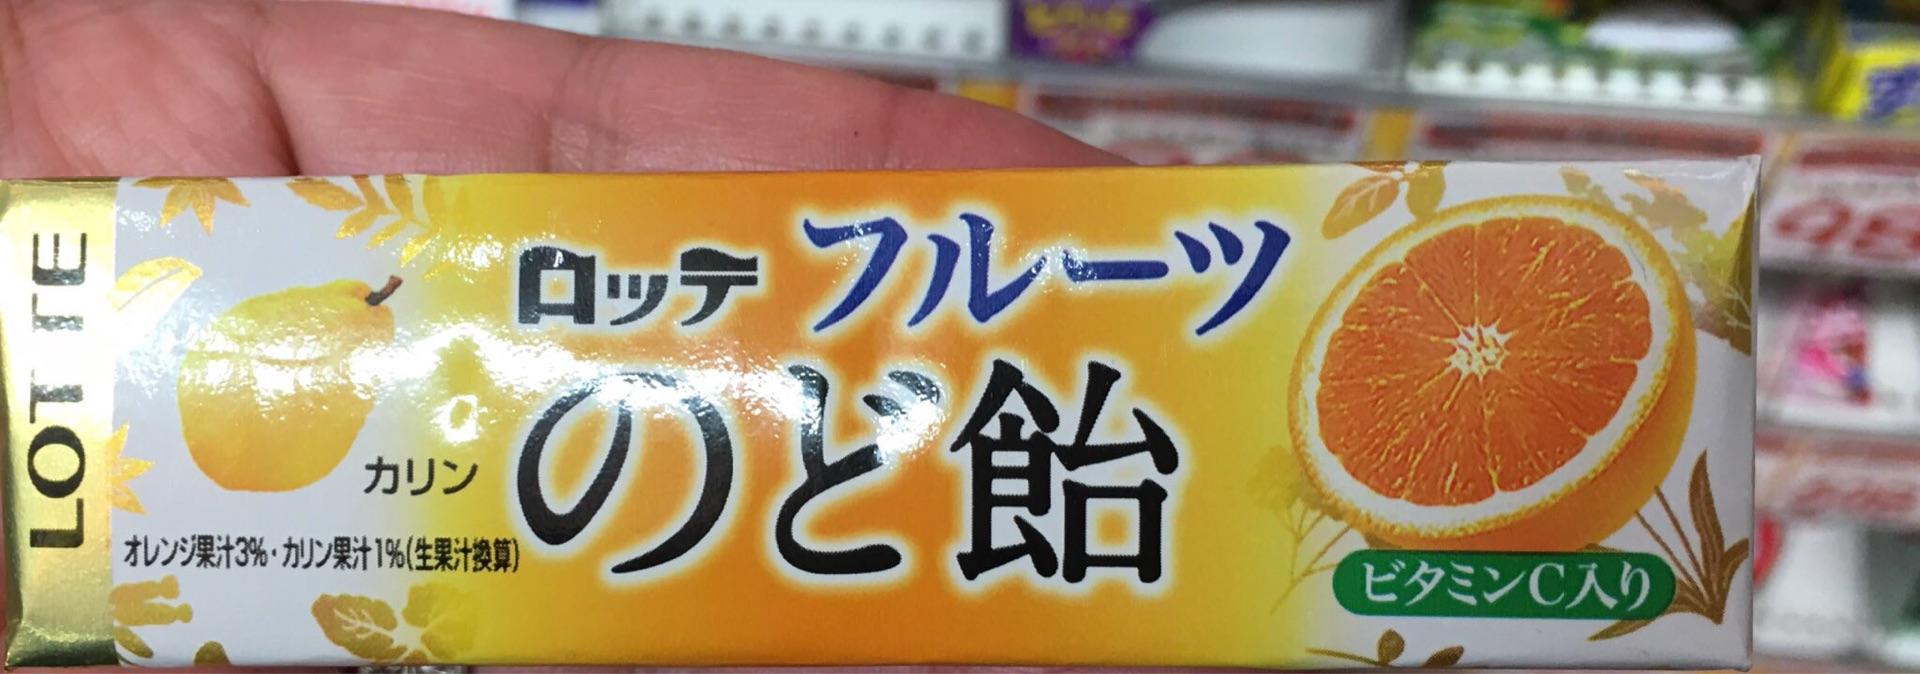 LOTTE
ロッテ フルーツ
のど飴
カリン
オレンジ果汁3%・カリン果汁1%(生果汁換算)
ビタミンC入り